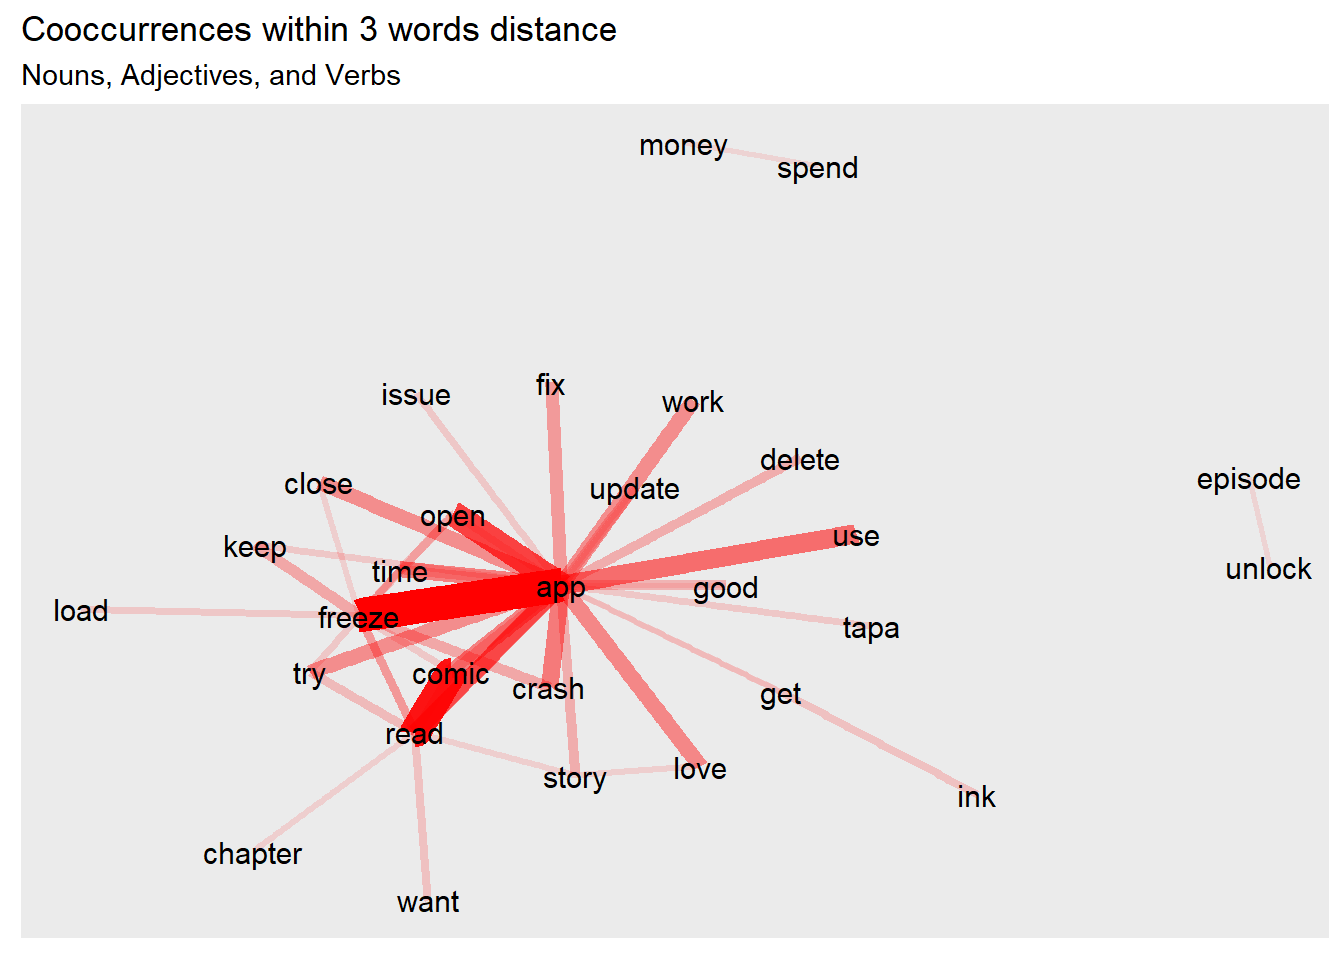 Cooccurrences within 3 words distance
Nouns, Adjectives, and Verbs
money
spend
fix
issue
work
delete
episode
close
update
open
use
keep
unlock
time
app
good
load
freeze
tapa
try
comic
crash
get
read
love
story
ink
chapter
want